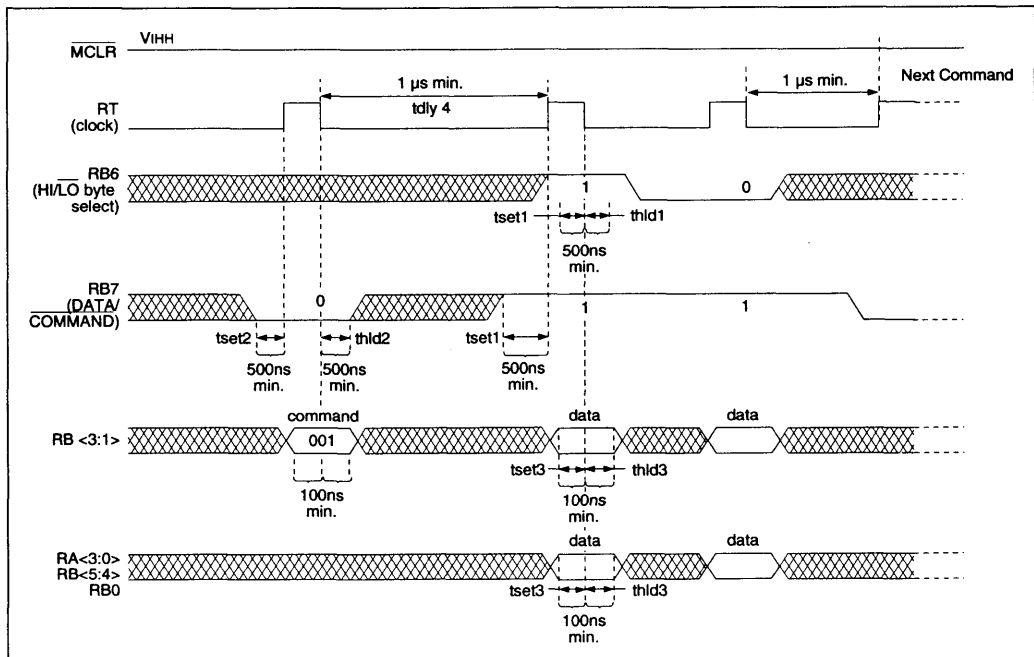 VIHH
MCLR
1 µs min.
1 µs min.
Next Command
RT
(clock)
tdly 4
RB6
(HI/LO byte
select)
1
0
tset1
thld1
500ns
min.
RB7
(DATA/
COMMAND)
0
1
1
tset2
thld2
tset1
500ns
min.
500ns
min.
500ns
min.
command
data
data
RB <3:1>
001
tset3
thld3
100ns
min.
100ns
min.
data
data
RA<3:0>
RB<5:4>
RB0
tset3
thld3
100ns
min.